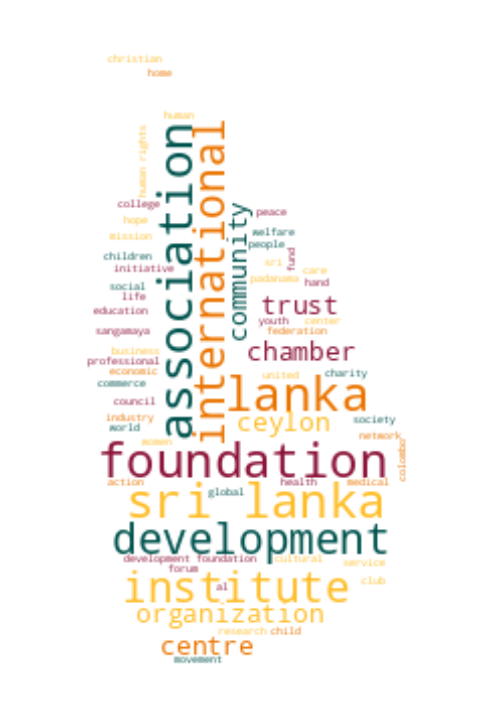 christian
home
human
human rights
association
international
college
hope
mission
community
peace
welfare
people
children
initiative
sri
fund
padanama
care
hand
social
life
education
trust
youth
center
sangamaya
federation
business
professional
chamber
economic
commerce
united
charity
lanka
council
industry
world
ceylon
society
women
network
colombo
foundation
action
health
medical
sri lanka
global
development
development foundation
cultural
forum
service
al
club
institute
organization
research
child
centre
movement